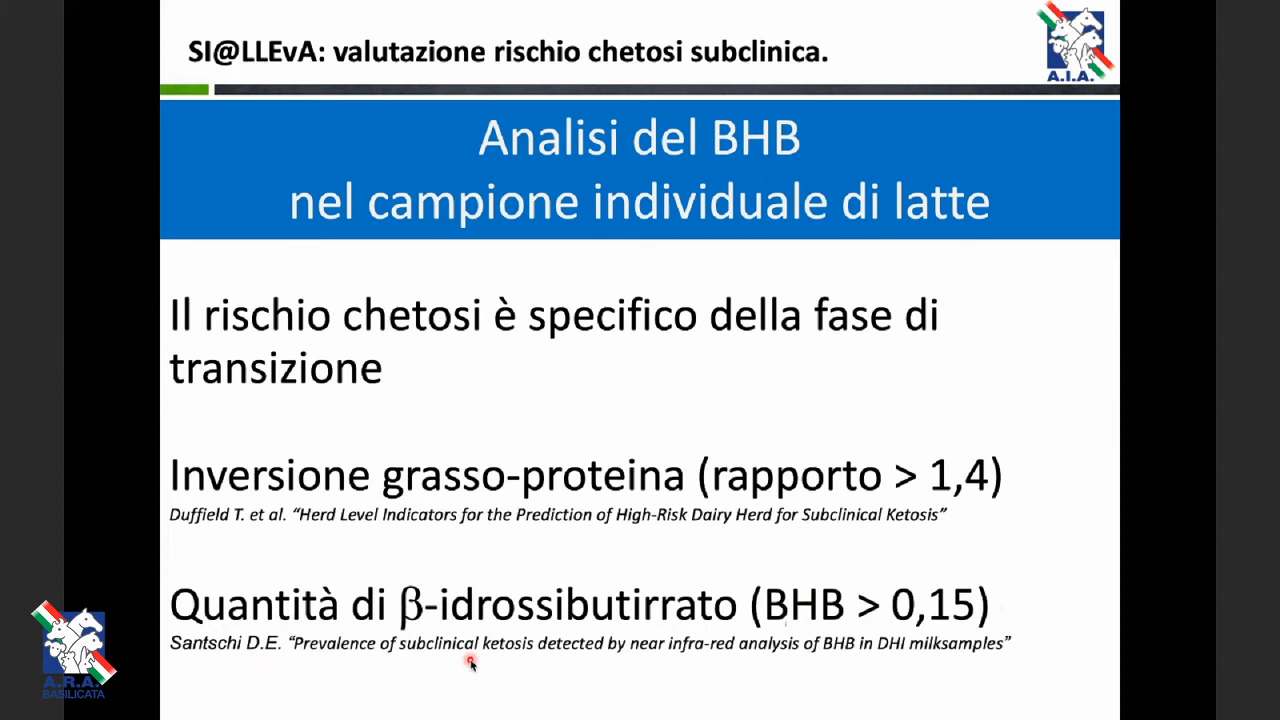 SI@LLEvA: valutazione rischio chetosi subclinica.
A.I.A.
Analisi del BHB
nel campione individuale di latte
Il rischio chetosi è specifico della fase di
transizione
Inversione grasso-proteina (rapporto > 1,4)
Duffield T. et al. “Herd Level Indicators for the Prediction of High-Risk Dairy Herd for Subclinical Ketosis”
Quantità di β-idrossibutirrato (BHB > 0,15)
Santschi D.E. “Prevalence of subclinical ketosis detected by near infra-red analysis of BHB in DHI milksamples”
A.R.A.
BASILICATA